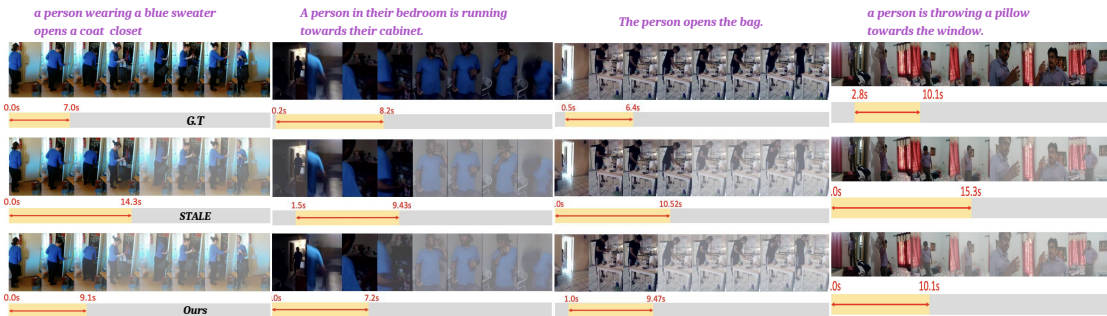 a person wearing a blue sweater
opens a coat closet
A person in their bedroom is running
towards their cabinet.
The person opens the bag.
a person is throwing a pillow
towards the window.
0.0s 7.0s G.T
0.2s 8.2s
0.5s 6.4s
2.8s 10.1s
0.0s 14.3s STALE
1.5s 9.43s
.0s 10.52s
.0s 15.3s
0.0s 9.1s Ours
.0s 7.2s
1.0s 9.47s
.0s 10.1s